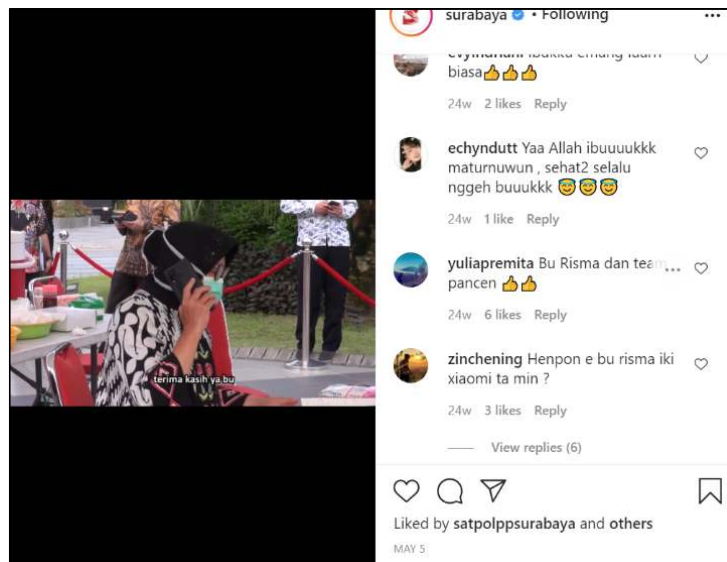 surabaya • Following
biasa👍👍👍
24w 2 likes Reply
echyndutt Yaa Allah ibuuuukkk
maturnuwun , sehat2 selalu
nggeh buuukkk 😇😇😇
24w 1 like Reply
yuliapremita Bu Risma dan team
pancen 👍👍
24w 6 likes Reply
zinchening Henpon e bu risma iki
xiaomi ta min ?
24w 3 likes Reply
View replies (6)
terima kasih ya bu
Liked by satpolppsurabaya and others
MAY 5